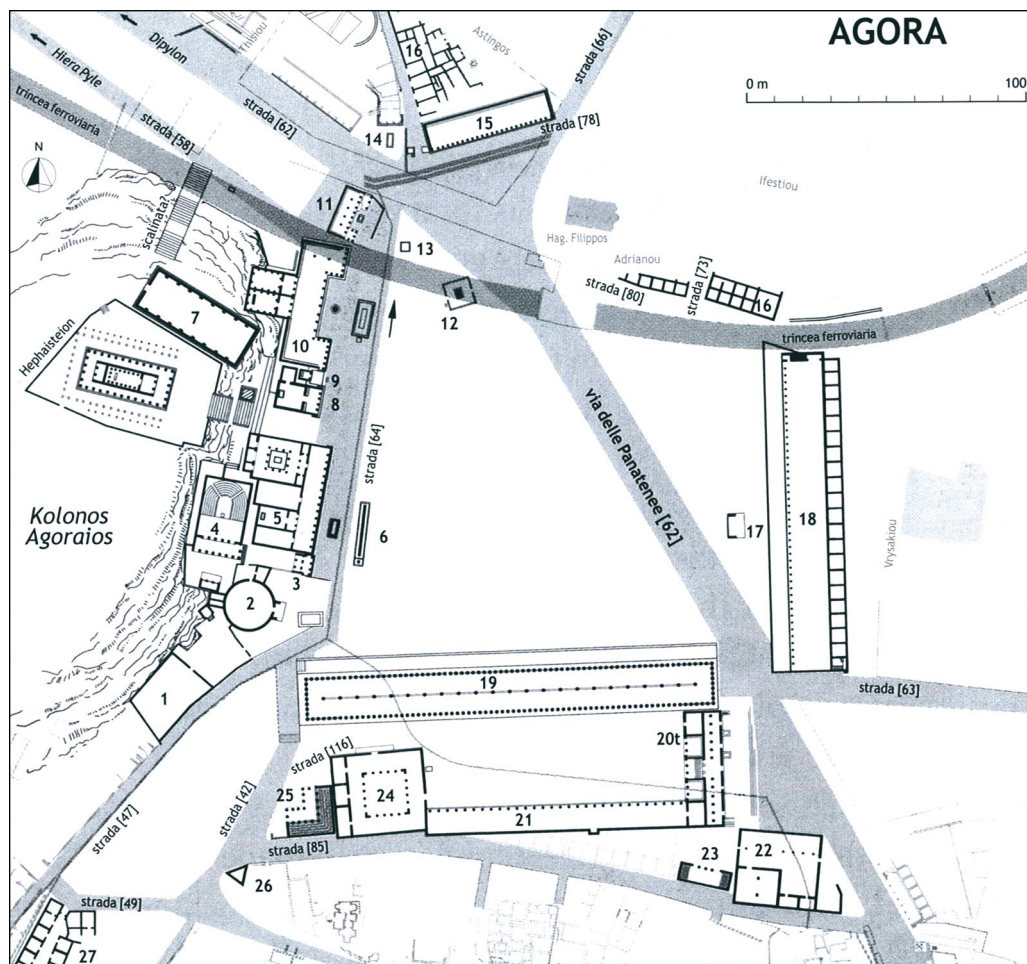 AGORA
0 m
100
N
Dipylon
Hiera Pyle
trincea ferroviaria
strada [58]
strada [62]
Thisiou
Astingos
strada [66]
16
14
15
strada [78]
scalinata?
11
13
Ifestiou
Hag. Filippos
Adrianou
strada [80]
strada [73]
16
trincea ferroviaria
12
7
Hephaisteion
10
9
8
strada [64]
via delle Panatenee [62]
Kolonos
Agoraios
4
5
6
3
2
1
17
18
Vrysakiou
19
strada [63]
20t
strada [116]
25
24
21
strada [42]
strada [47]
strada [85]
26
23
22
strada [49]
27